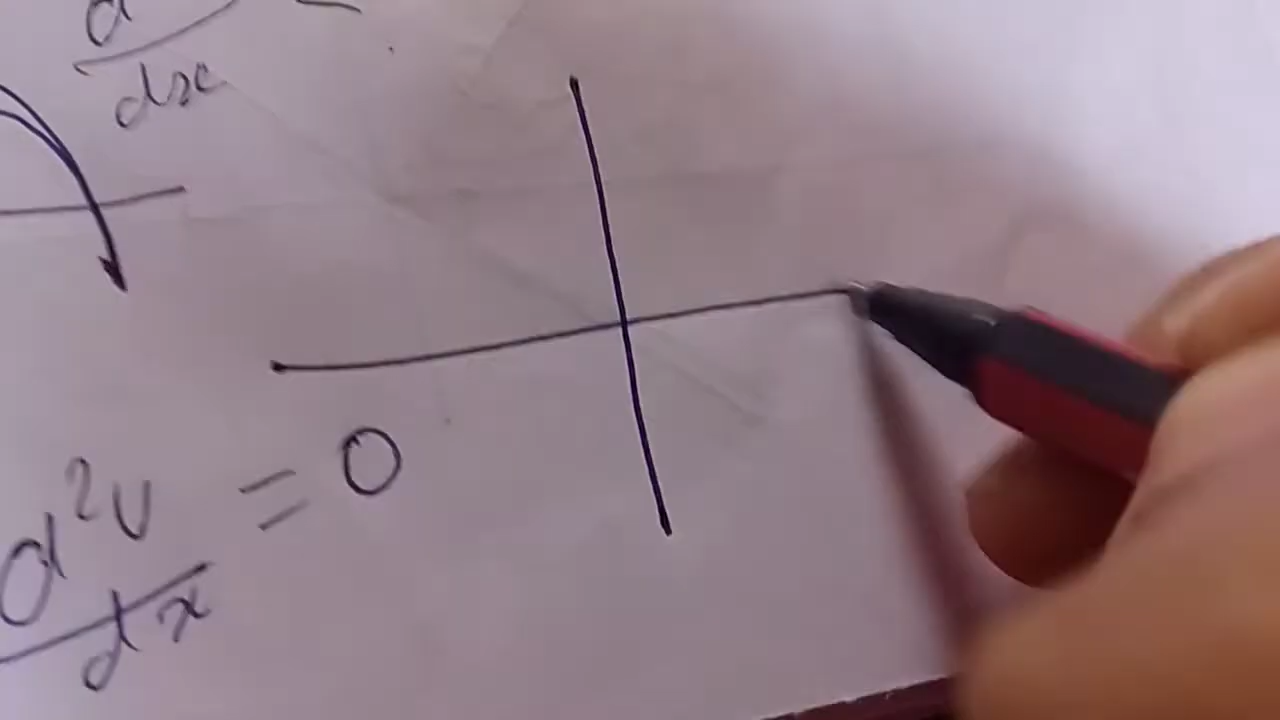 d
dx
d²v = 0
dx